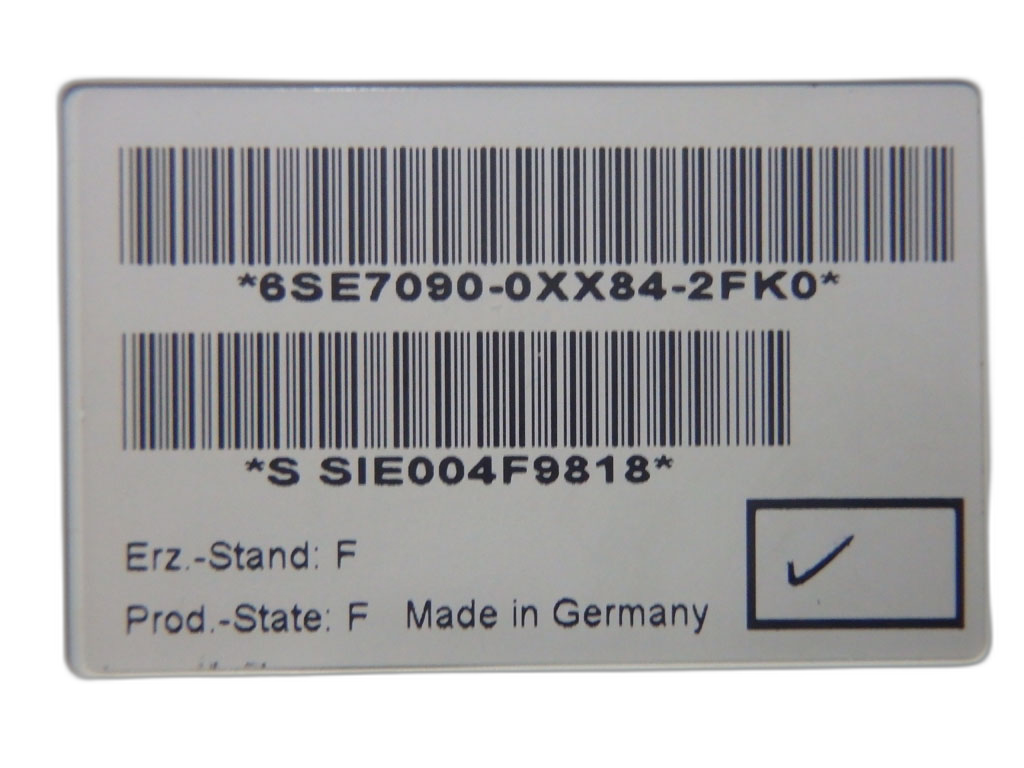 *6SE7090-0XX84-2FK0*
*S SIE004F9818*
Erz.-Stand: F
Prod.-State: F Made in Germany